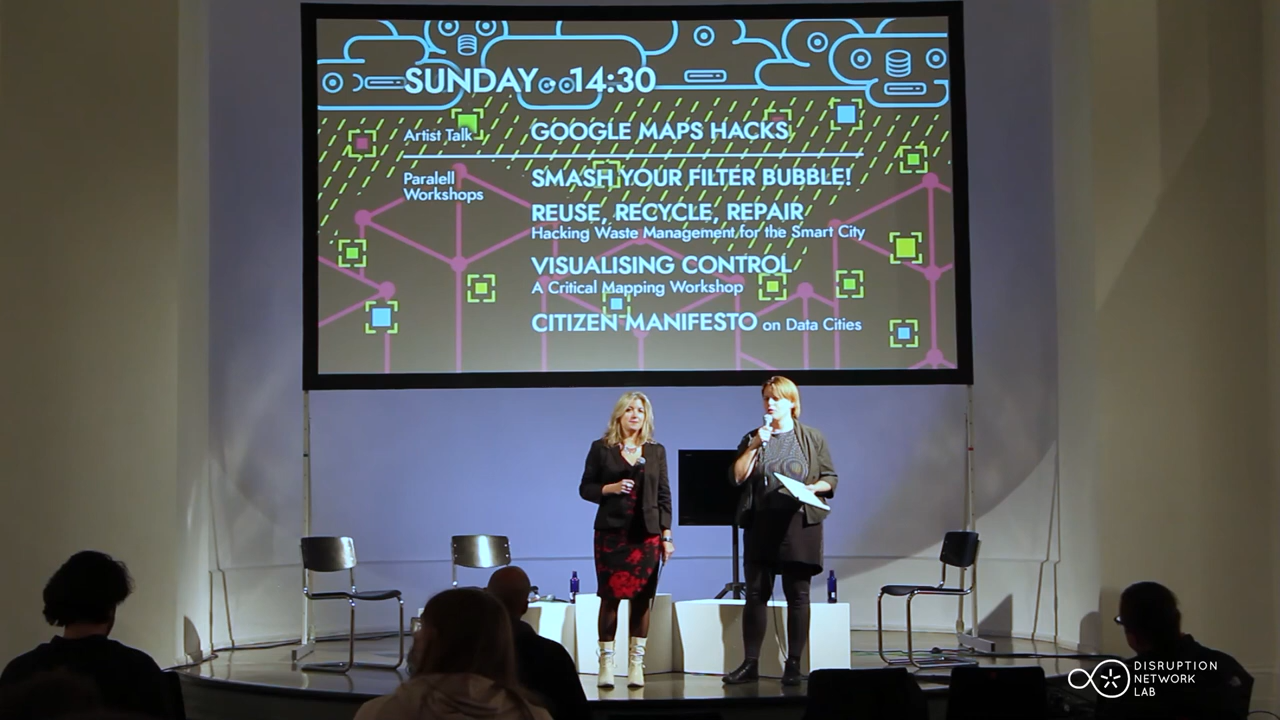 SUNDAY 14:30
Artist Talk
GOOGLE MAPS HACKS
Paralell
Workshops
SMASH YOUR FILTER BUBBLE!
REUSE, RECYCLE, REPAIR
Hacking Waste Management for the Smart City
VISUALISING CONTROL
A Critical Mapping Workshop
CITIZEN MANIFESTO on Data Cities
DISRUPTION
NETWORK
LAB